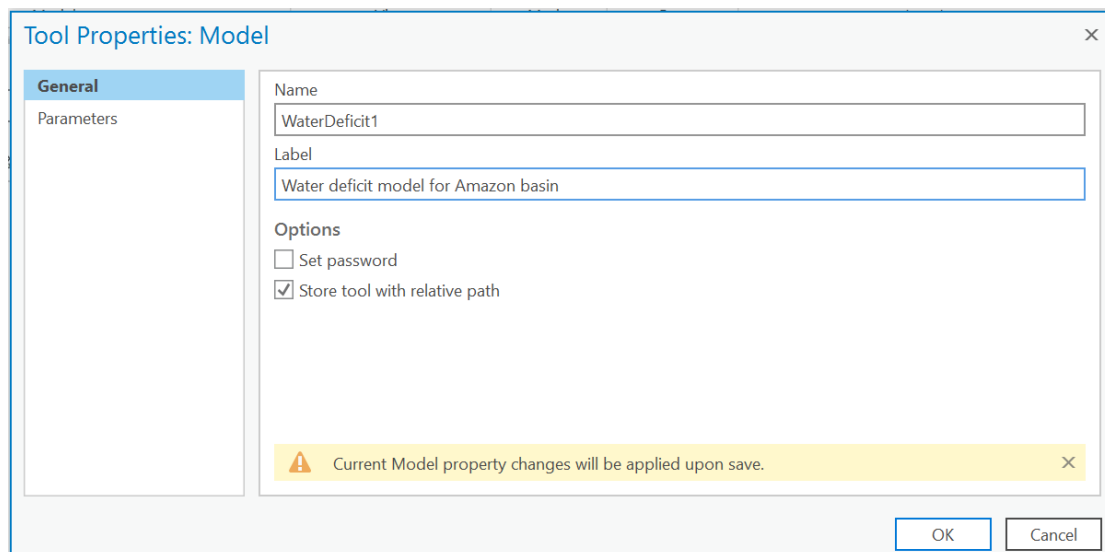 Tool Properties: Model
General
Parameters
Name
WaterDeficit1
Label
Water deficit model for Amazon basin
Options
Set password
Store tool with relative path
Current Model property changes will be applied upon save.
OK
Cancel